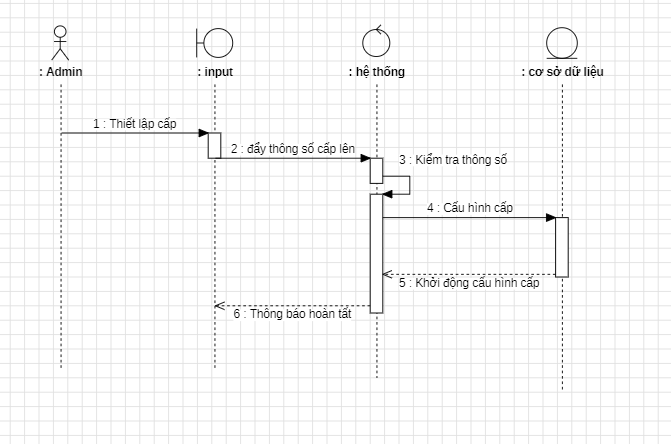 : Admin
: input
: hệ thống
: cơ sở dữ liệu
1 : Thiết lập cấp
2 : đẩy thông số cấp lên
3 : Kiểm tra thông số
4 : Cấu hình cấp
5 : Khởi động cấu hình cấp
6 : Thông báo hoàn tất